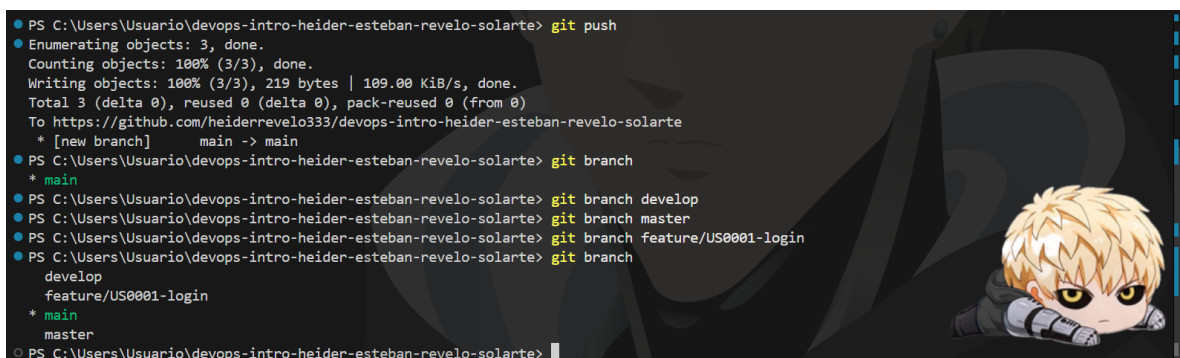 PS C:\Users\Usuario\devops-intro-heider-esteban-revelo-solarte> git push
Enumerating objects: 3, done.
Counting objects: 100% (3/3), done.
Writing objects: 100% (3/3), 219 bytes | 109.00 KiB/s, done.
Total 3 (delta 0), reused 0 (delta 0), pack-reused 0 (from 0)
To https://github.com/heiderrevelo333/devops-intro-heider-esteban-revelo-solarte
 * [new branch]      main -> main
PS C:\Users\Usuario\devops-intro-heider-esteban-revelo-solarte> git branch
* main
PS C:\Users\Usuario\devops-intro-heider-esteban-revelo-solarte> git branch develop
PS C:\Users\Usuario\devops-intro-heider-esteban-revelo-solarte> git branch master
PS C:\Users\Usuario\devops-intro-heider-esteban-revelo-solarte> git branch feature/US0001-login
PS C:\Users\Usuario\devops-intro-heider-esteban-revelo-solarte> git branch
  develop
  feature/US0001-login
* main
  master
PS C:\Users\Usuario\devops-intro-heider-esteban-revelo-solarte>